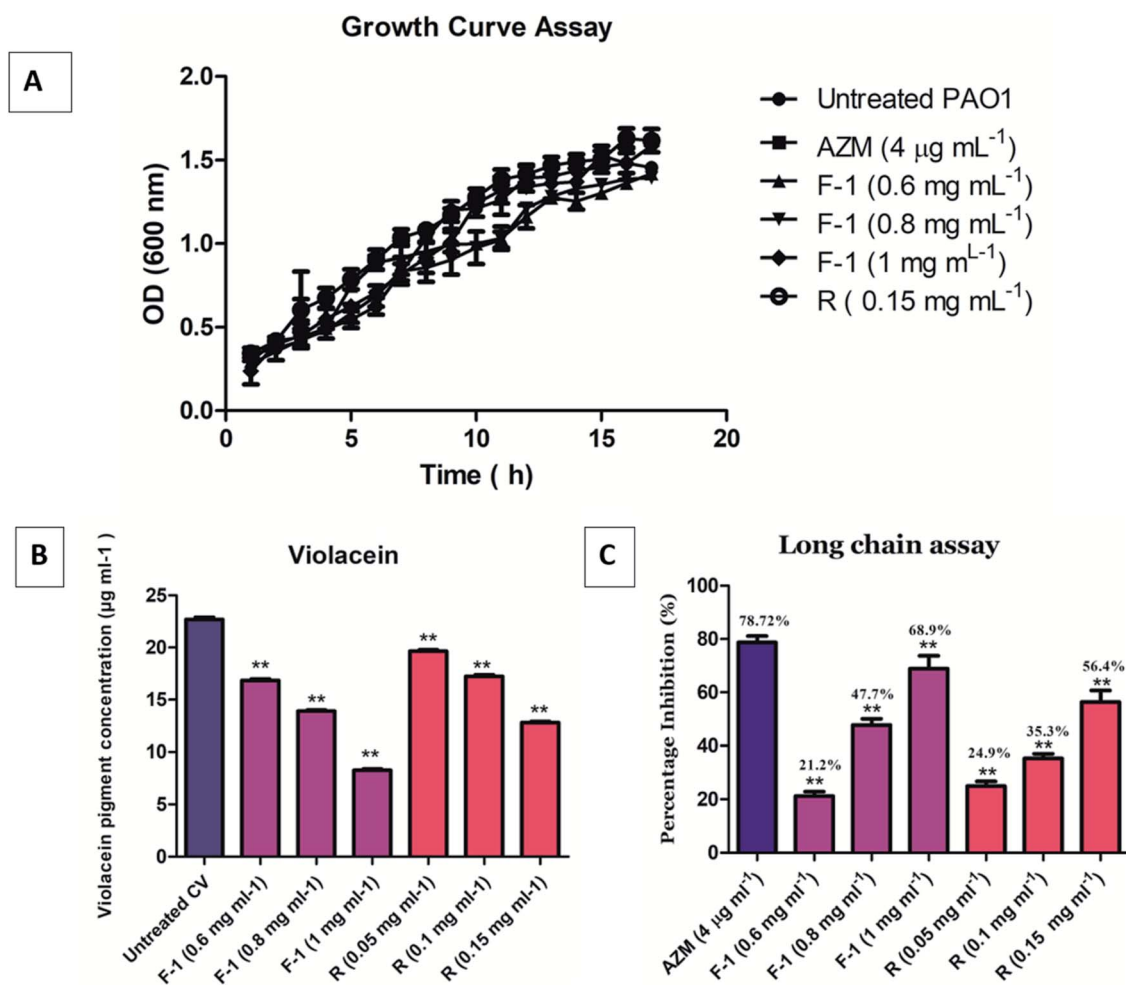 Growth Curve Assay
A
OD (600 nm)
2.0
1.5
1.0
0.5
0.0
0
5
10
15
20
Time ( h)
Untreated PAO1
AZM (4 µg mL⁻¹)
F-1 (0.6 mg mL⁻¹)
F-1 (0.8 mg mL⁻¹)
F-1 (1 mg mᴸ⁻¹)
R ( 0.15 mg mL⁻¹)
B
Violacein
Violacein pigment concentration (µg ml-1 )
25
20
15
10
5
0
**
**
**
**
**
**
Untreated CV
F-1 (0.6 mg ml-1)
F-1 (0.8 mg ml-1)
F-1 (1 mg ml-1)
R (0.05 mg ml-1)
R (0.1 mg ml-1)
R (0.15 mg ml-1)
C
Long chain assay
Percentage Inhibition (%)
100
80
60
40
20
0
78.72%
21.2%
**
47.7%
**
68.9%
**
24.9%
**
35.3%
**
56.4%
**
AZM (4 µg ml⁻¹)
F-1 (0.6 mg ml⁻¹)
F-1 (0.8 mg ml⁻¹)
F-1 (1 mg ml⁻¹)
R (0.05 mg ml⁻¹)
R (0.1 mg ml⁻¹)
R (0.15 mg ml⁻¹)